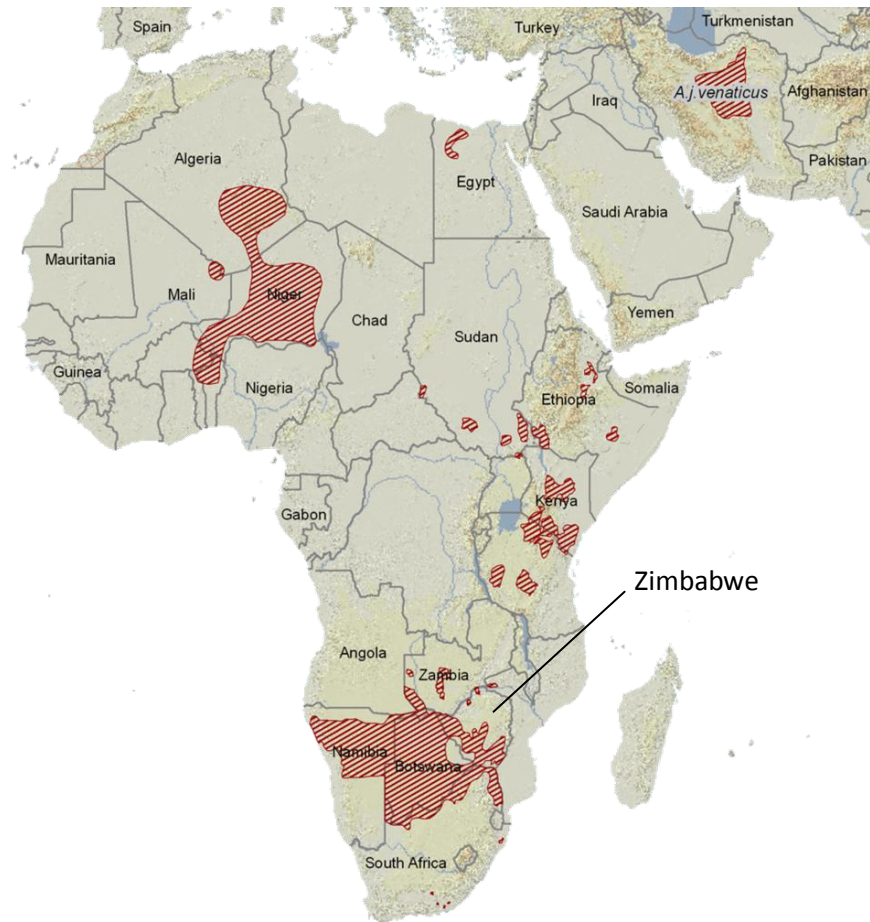 Spain
Turkey
Turkmenistan
Iraq
A.j.venaticus
Afghanistan
Pakistan
Algeria
Egypt
Saudi Arabia
Mauritania
Mali
Niger
Chad
Sudan
Yemen
Guinea
Nigeria
Ethiopia
Somalia
Gabon
Kenya
Zimbabwe
Angola
Zambia
Namibia
Botswana
South Africa